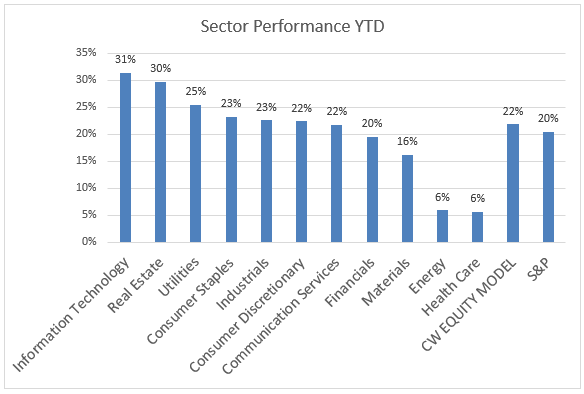 Sector Performance YTD
35%
30%
25%
20%
15%
10%
5%
0%
31%
30%
25%
23%
23%
22%
22%
20%
16%
6%
6%
22%
20%
Information Technology
Real Estate
Utilities
Consumer Staples
Industrials
Consumer Discretionary
Communication Services
Financials
Materials
Energy
Health Care
CW EQUITY MODEL
S&P